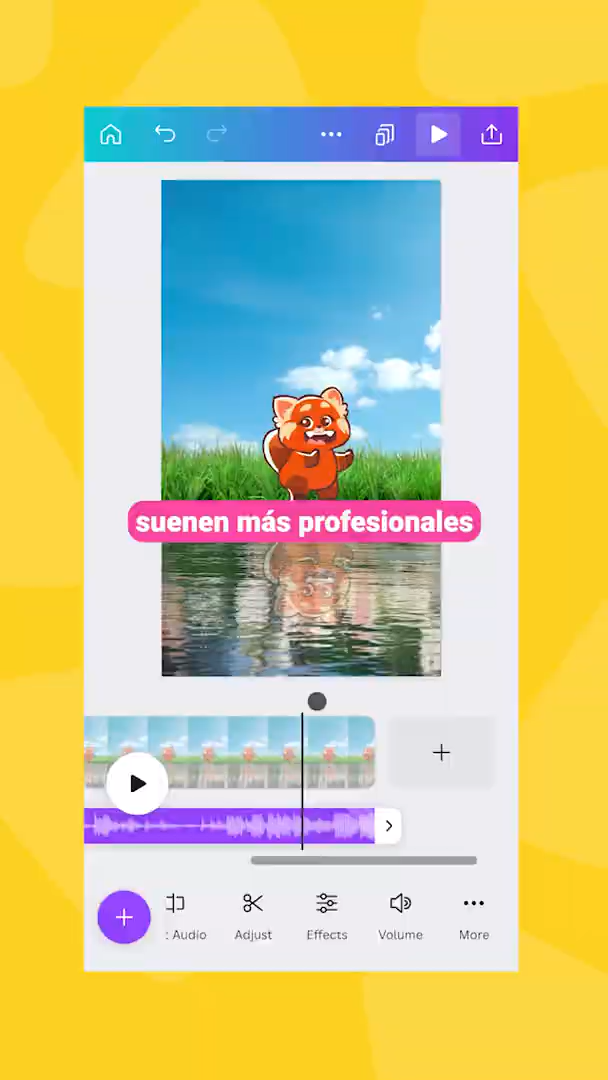 suenen más profesionales
: Audio
Adjust
Effects
Volume
More